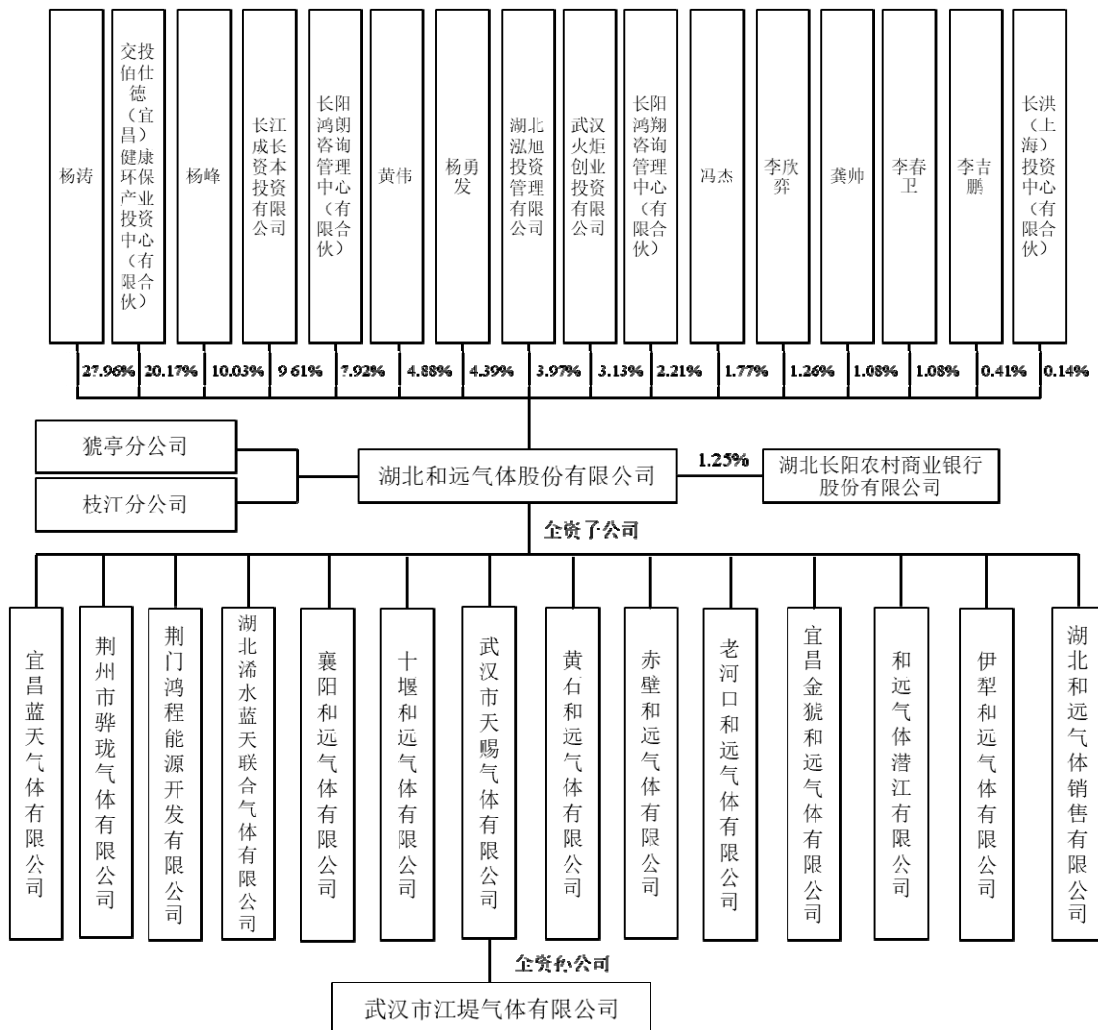 杨涛
交投
伯仕
德
（宜
昌）
健康
环保
产业
投资
中心
（有
限合
伙）
杨峰
长江
成长
资本
投资
有限
公司
长阳
鸿朗
咨询
管理
中心
（有
限合
伙）
黄伟
杨勇
发
湖北
泓旭
投资
管理
有限
公司
武汉
火炬
创业
投资
有限
公司
长阳
鸿翔
咨询
管理
中心
（有
限合
伙）
冯杰
李欣
弈
龚帅
李春
卫
李吉
鹏
长洪
（上
海）
投资
中心
（有
限合
伙）
27.96% 20.17% 10.03% 9.61% 7.92% 4.88% 4.39% 3.97% 3.13% 2.21% 1.77% 1.26% 1.08% 1.08% 0.41% 0.14%
猇亭分公司
枝江分公司
湖北和远气体股份有限公司
1.25%
湖北长阳农村商业银行
股份有限公司
全资子公司
宜昌蓝天气体有限公司
荆州市骅珑气体有限公司
荆门鸿程能源开发有限公司
湖北浠水蓝天联合气体有限公司
襄阳和远气体有限公司
十堰和远气体有限公司
武汉市天赐气体有限公司
黄石和远气体有限公司
赤壁和远气体有限公司
老河口和远气体有限公司
宜昌金猇和远气体有限公司
和远气体潜江有限公司
伊犁和远气体有限公司
湖北和远气体销售有限公司
全资孙公司
武汉市江堤气体有限公司